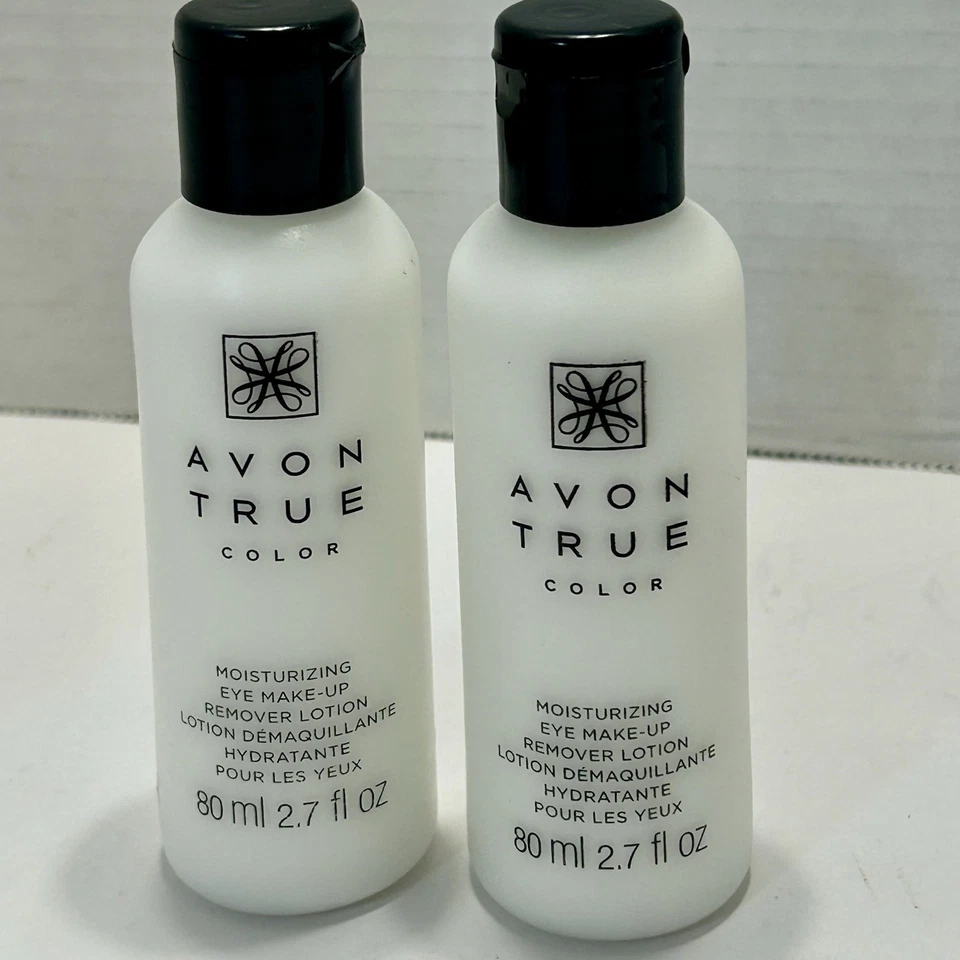 AVON
TRUE
COLOR
MOISTURIZING
EYE MAKE-UP
REMOVER LOTION
LOTION DÉMAQUILLANTE
HYDRATANTE
POUR LES YEUX
80 ml 2.7 fl oz
AVON
TRUE
COLOR
MOISTURIZING
EYE MAKE-UP
REMOVER LOTION
LOTION DÉMAQUILLANTE
HYDRATANTE
POUR LES YEUX
80 ml 2.7 fl oz